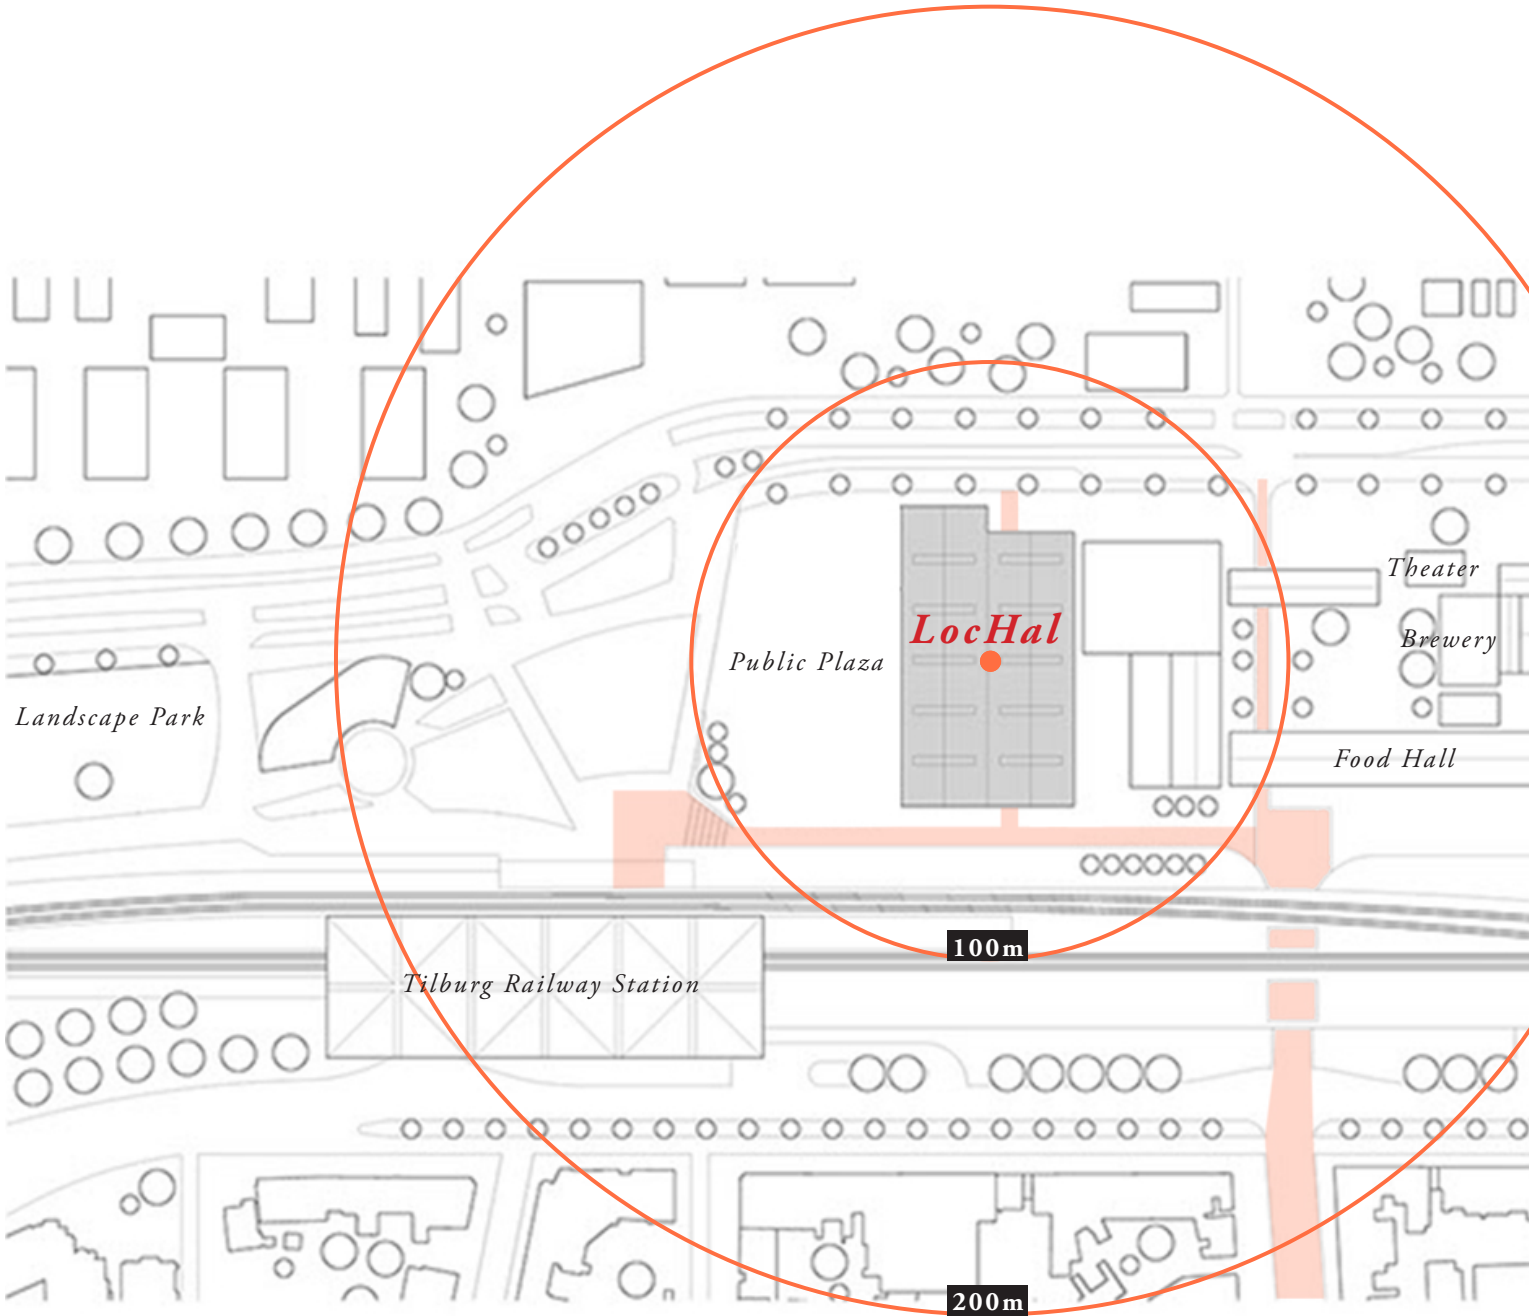 Theater
LocHal
Brewery
Public Plaza
Landscape Park
Food Hall
100m
Tilburg Railway Station
200m